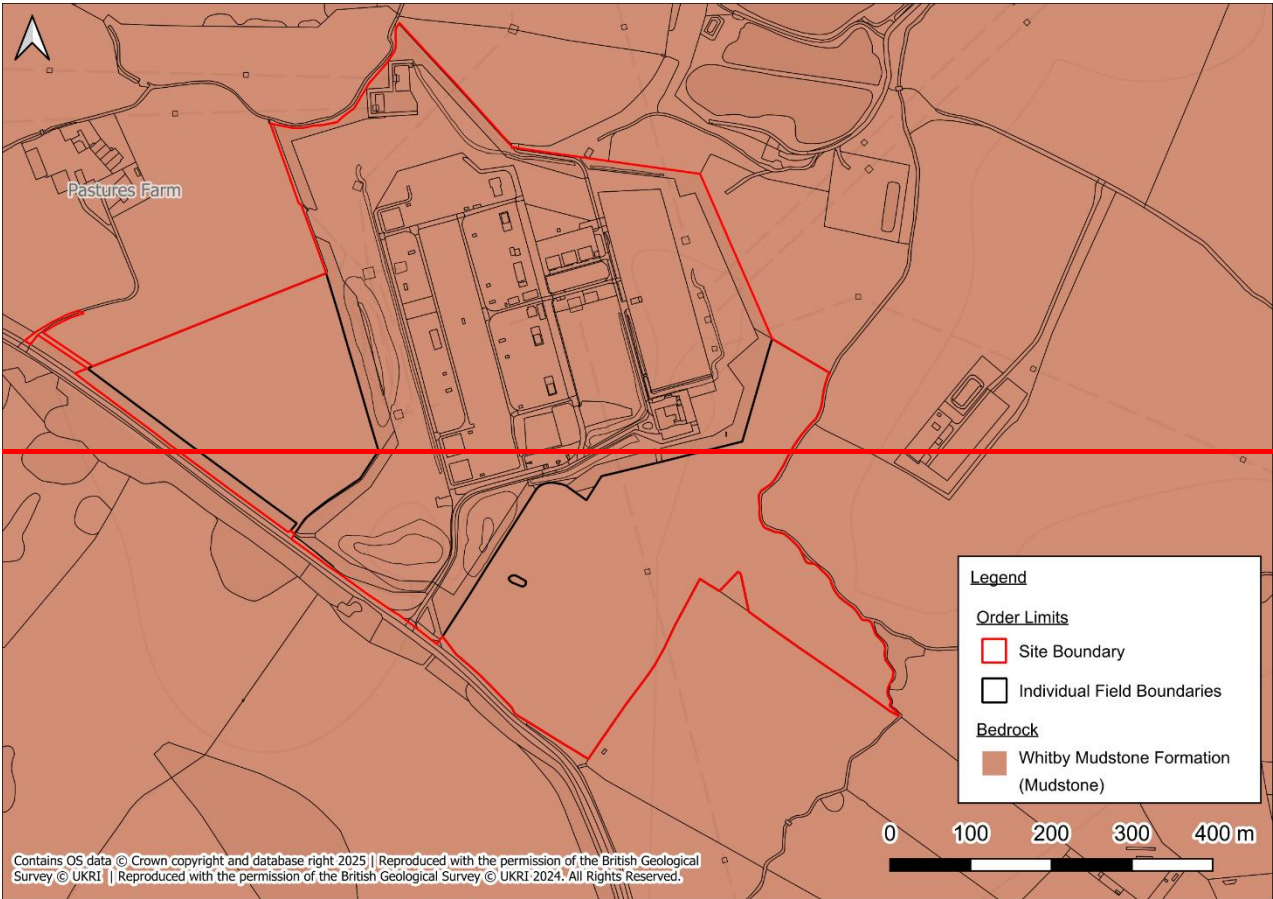 Pastures Farm
Legend
Order Limits
Site Boundary
Individual Field Boundaries
Bedrock
Whitby Mudstone Formation
(Mudstone)
0 100 200 300 400 m
Contains OS data © Crown copyright and database right 2025 | Reproduced with the permission of the British Geological
Survey © UKRI | Reproduced with the permission of the British Geological Survey © UKRI 2024. All Rights Reserved.